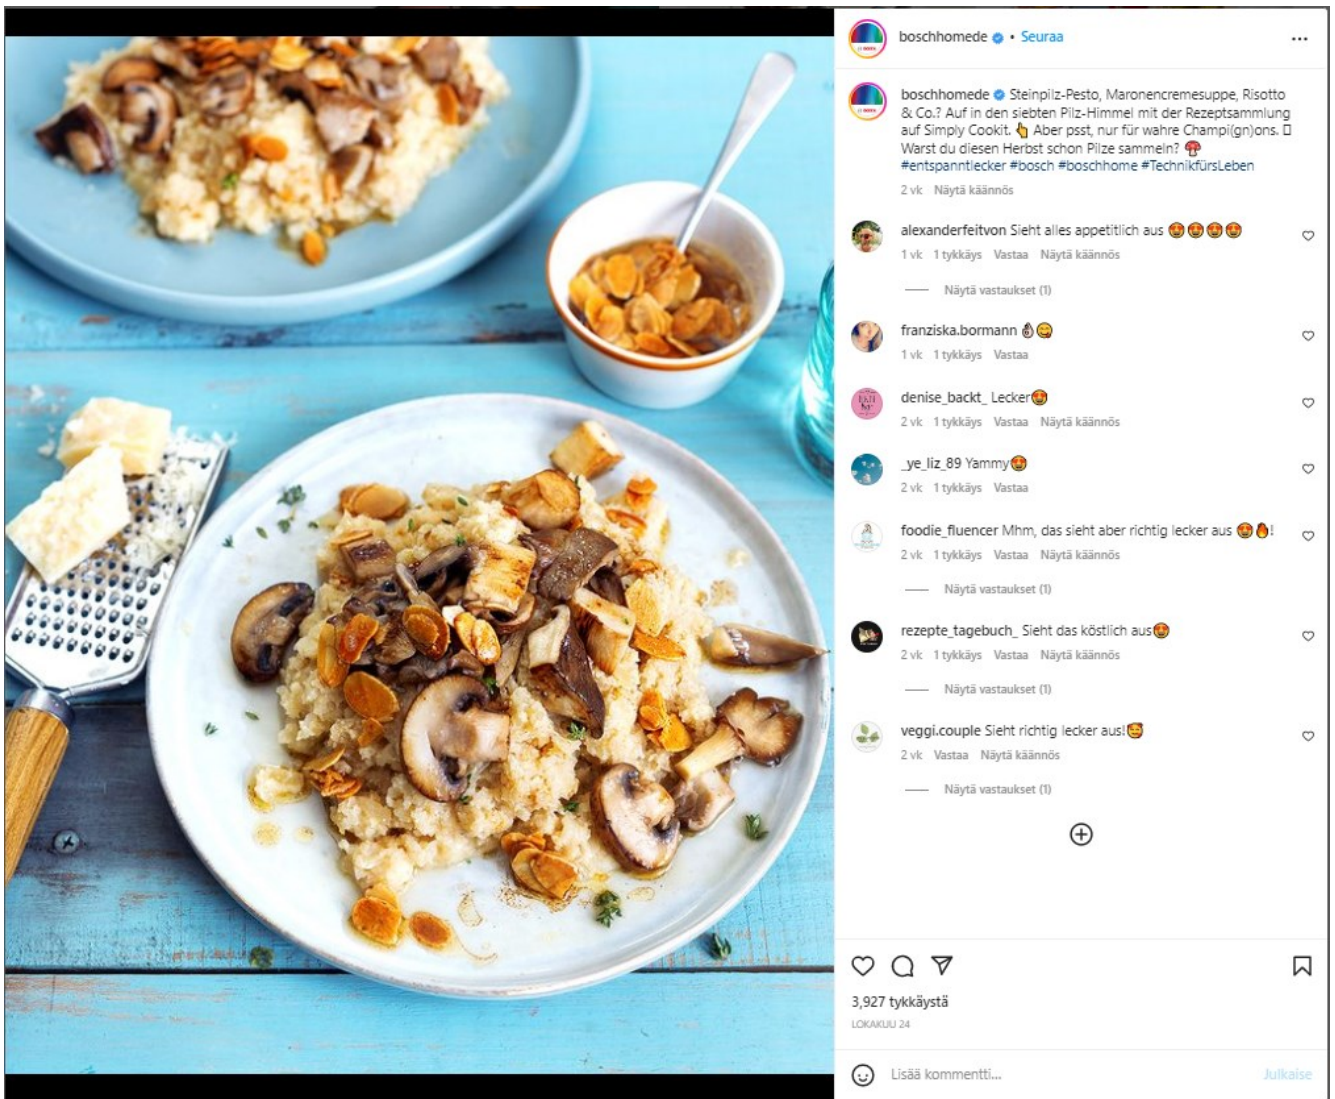 boschhomede • Seuraa
boschhomede Steinpilz-Pesto, Maronencremesuppe, Risotto
& Co.? Auf in den siebten Pilz-Himmel mit der Rezeptsammlung
auf Simply Cookit. 👆 Aber psst, nur für wahre Champi(gn)ons.
Warst du diesen Herbst schon Pilze sammeln? 🍄
#entspanntlecker #bosch #boschhome #TechnikfürsLeben
2 vk Näytä käännös
alexanderfeitvon Sieht alles appetitlich aus 😍😍😍😍
1 vk 1 tykkäys Vastaa Näytä käännös
Näytä vastaukset (1)
franziska.bormann 👌😋
1 vk 1 tykkäys Vastaa
denise_backt_ Lecker😍
2 vk 1 tykkäys Vastaa Näytä käännös
_ye_liz_89 Yammy😍
2 vk 1 tykkäys Vastaa
foodie_fluencer Mhm, das sieht aber richtig lecker aus 😍🔥!
2 vk 1 tykkäys Vastaa Näytä käännös
Näytä vastaukset (1)
rezepte_tagebuch_ Sieht das köstlich aus😍
2 vk 1 tykkäys Vastaa Näytä käännös
Näytä vastaukset (1)
veggi.couple Sieht richtig lecker aus!🥰
2 vk Vastaa Näytä käännös
Näytä vastaukset (1)
3,927 tykkäystä
LOKAKUU 24
Lisää kommentti... Julkaise